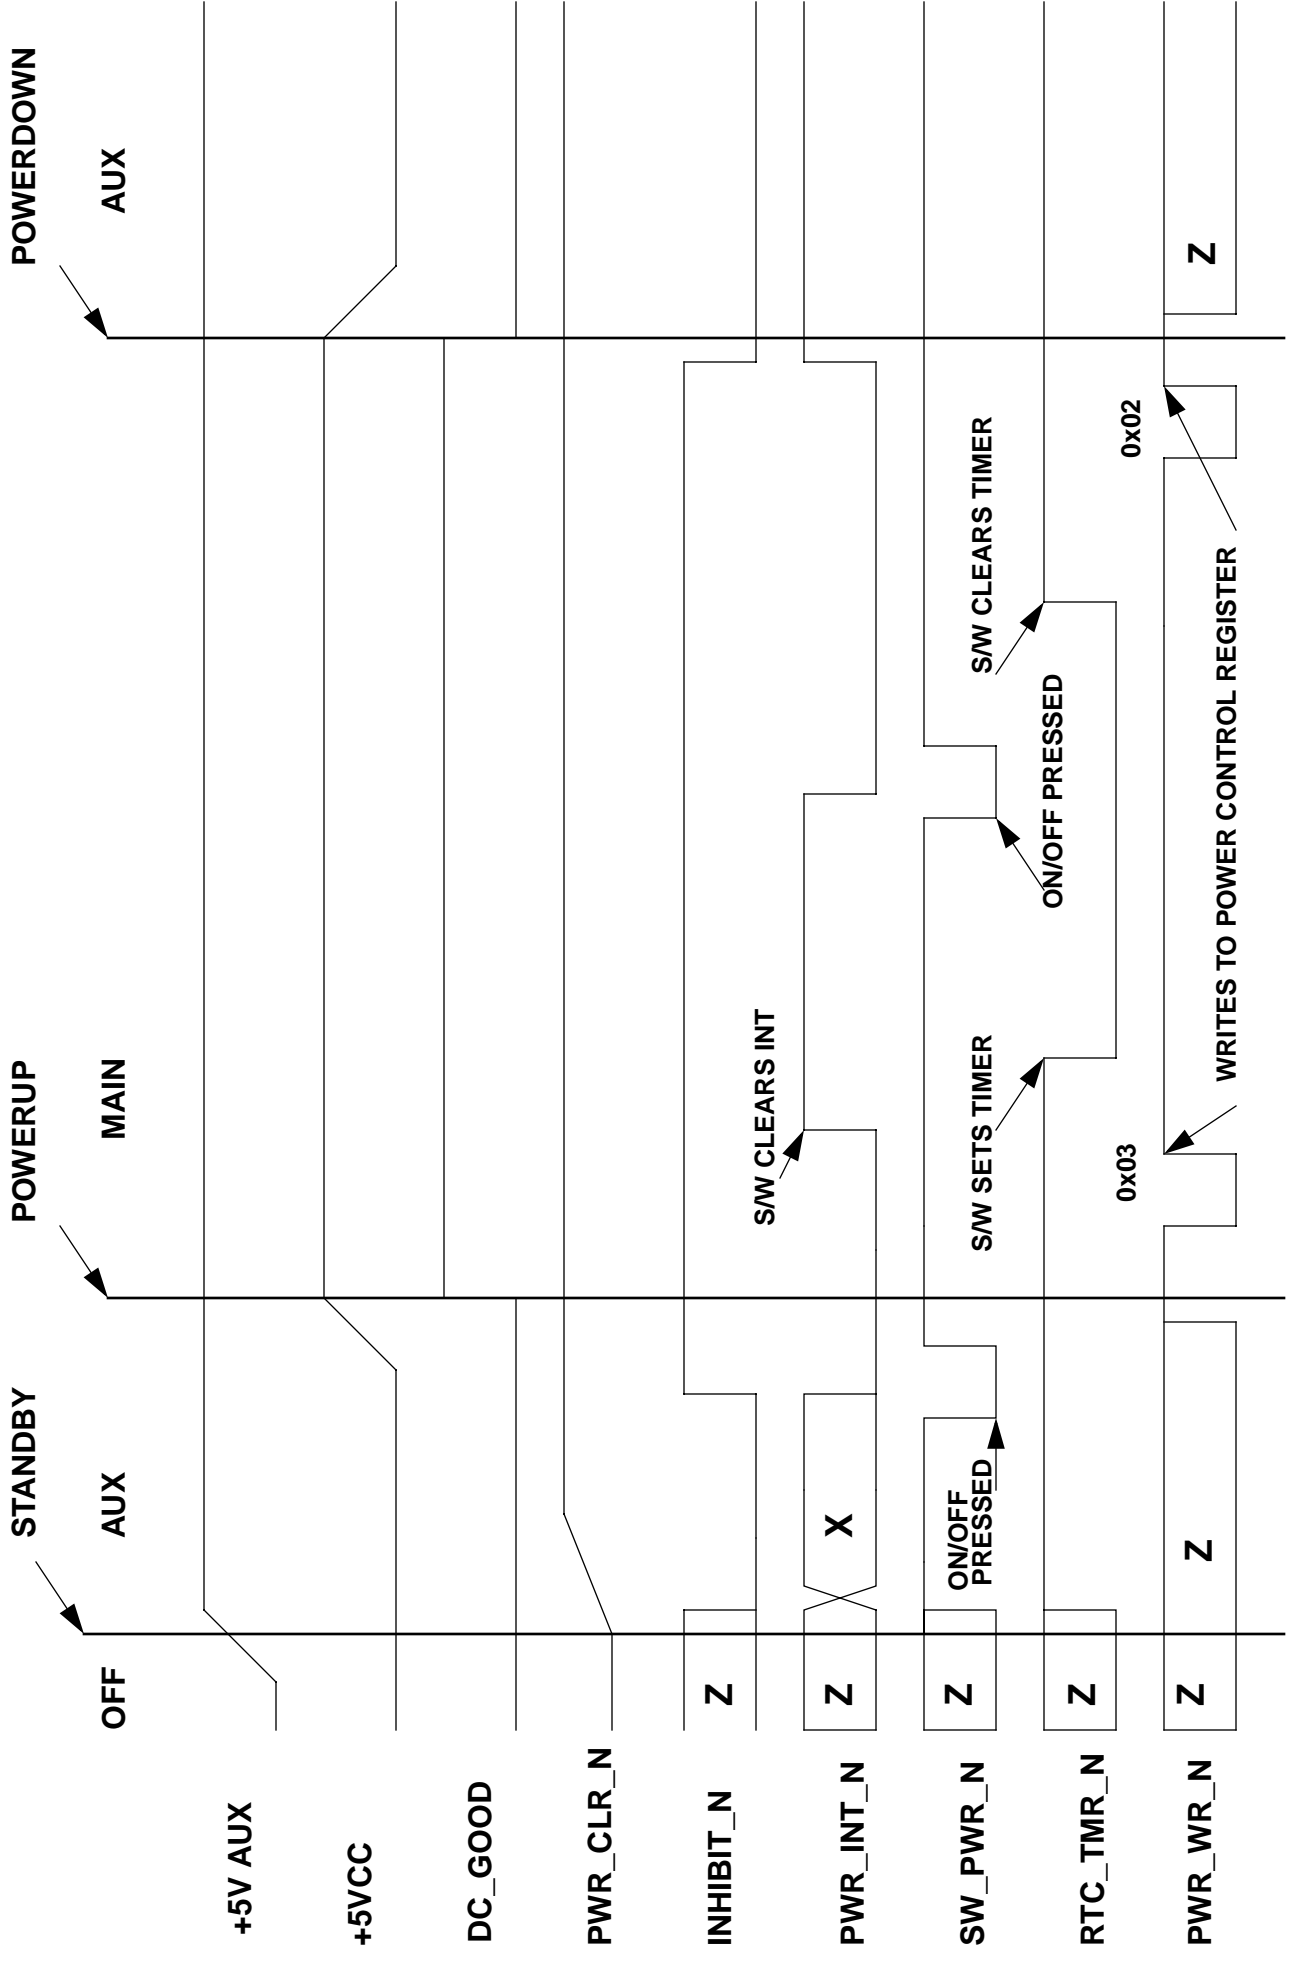 STANDBY
POWERUP
POWERDOWN
OFF
AUX
MAIN
AUX
+5V AUX
+5VCC
DC_GOOD
PWR_CLR_N
INHIBIT_N
Z
S/W CLEARS INT
PWR_INT_N
Z
X
SW_PWR_N
Z
ON/OFF
PRESSED
S/W SETS TIMER
S/W CLEARS TIMER
ON/OFF PRESSED
RTC_TMR_N
Z
0x03
0x02
PWR_WR_N
Z
Z
Z
WRITES TO POWER CONTROL REGISTER